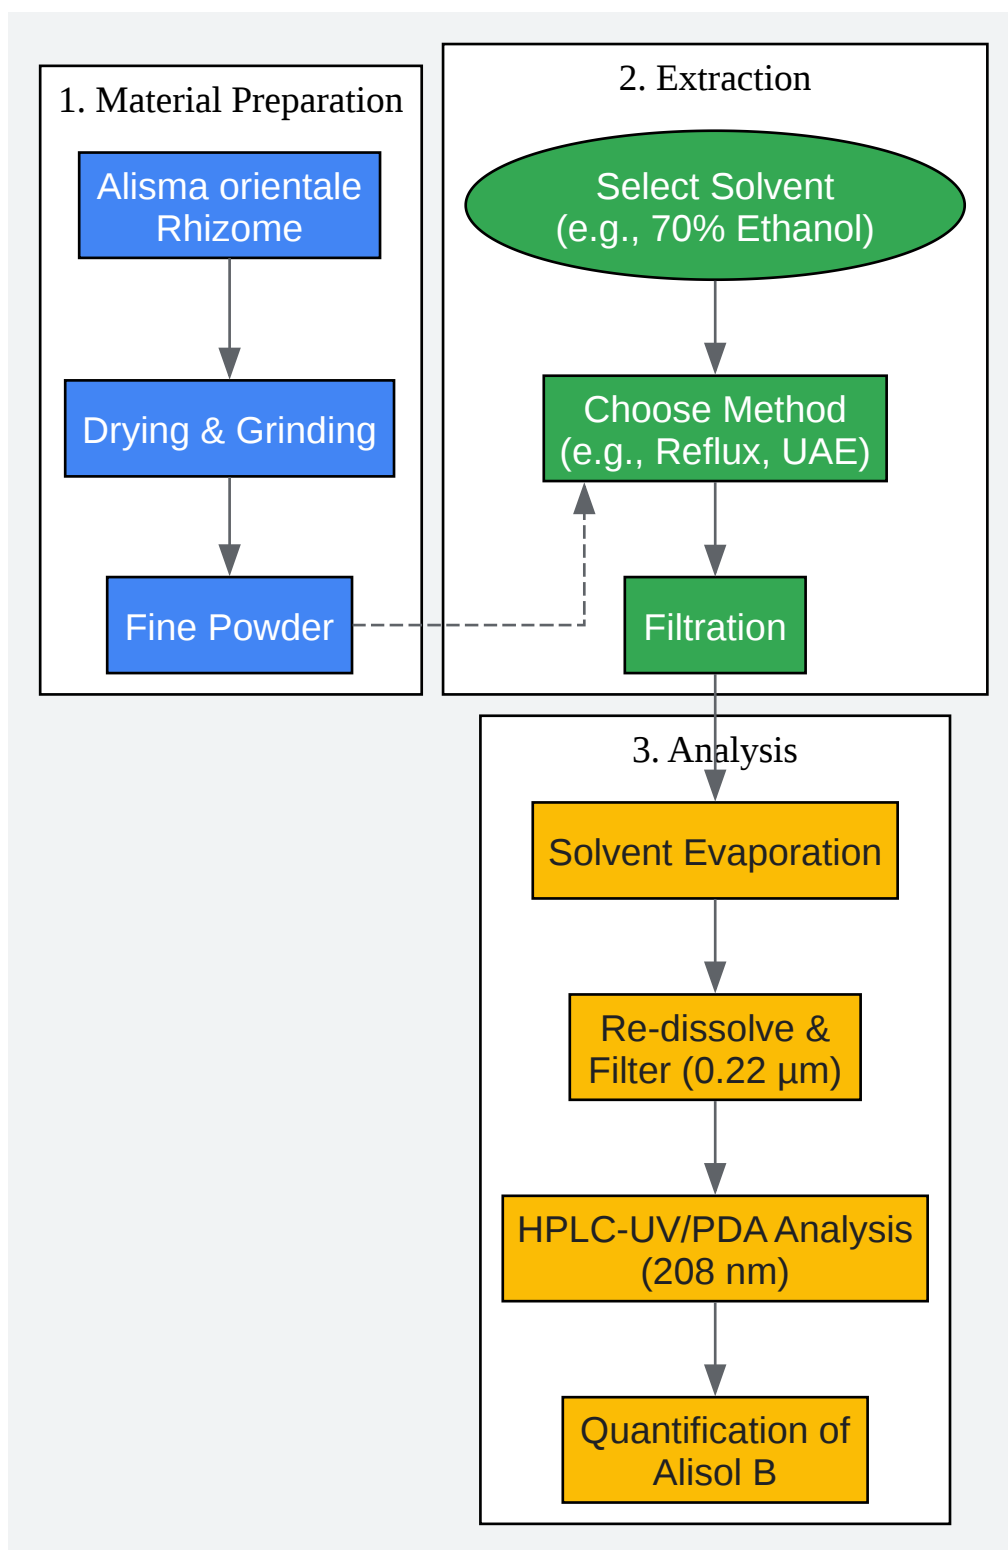 1. Material Preparation
Alisma orientale
Rhizome
Drying & Grinding
Fine Powder
2. Extraction
Select Solvent
(e.g., 70% Ethanol)
Choose Method
(e.g., Reflux, UAE)
Filtration
3. Analysis
Solvent Evaporation
Re-dissolve &
Filter (0.22 µm)
HPLC-UV/PDA Analysis
(208 nm)
Quantification of
Alisol B